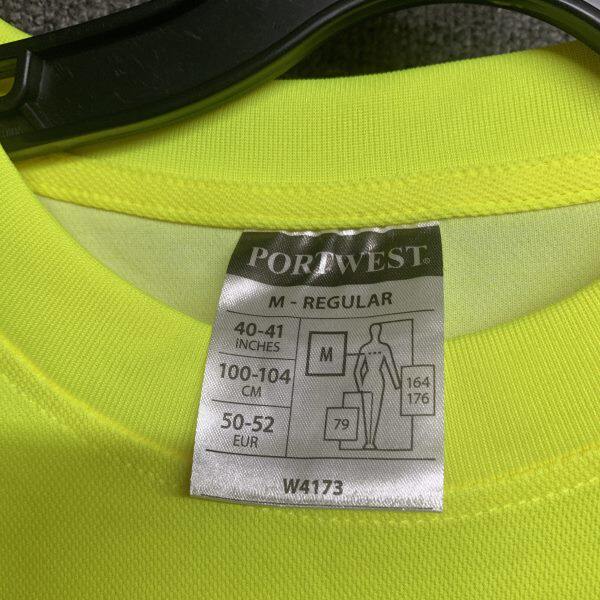 PORTWEST®
M - REGULAR
40-41
INCHES
100-104
CM
50-52
EUR
M
164
176
79
W4173